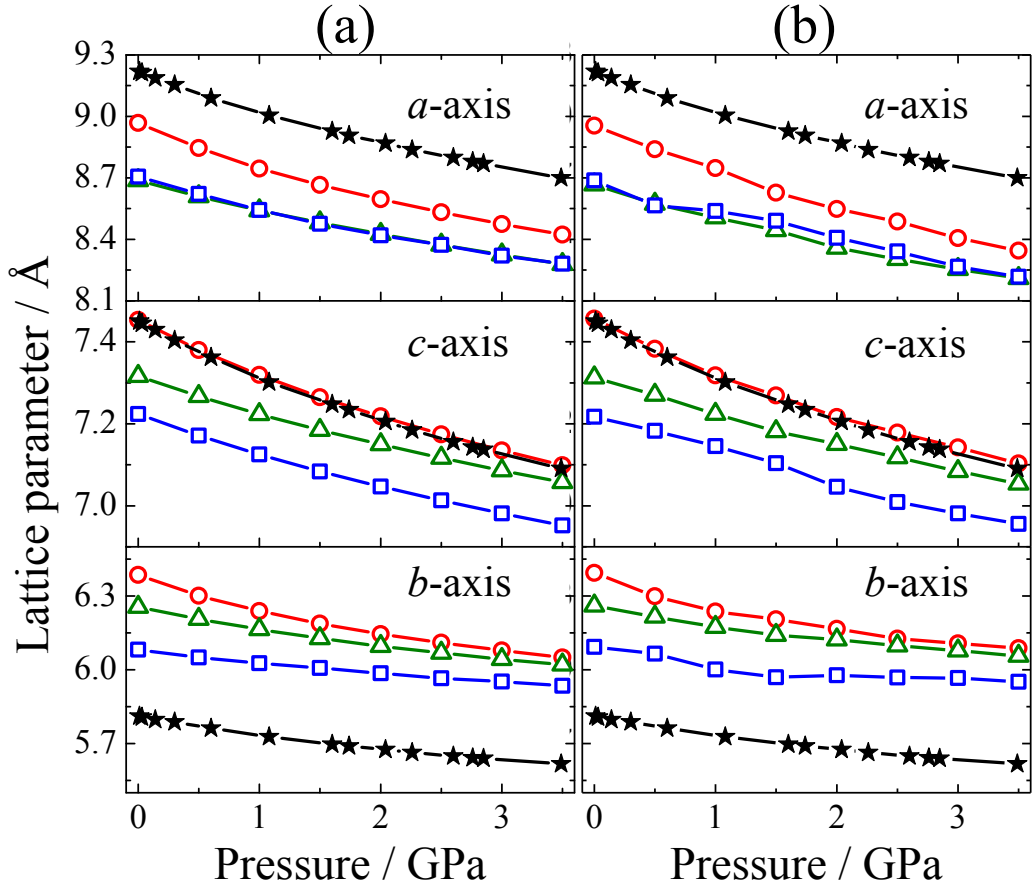 (a) (b)
Lattice parameter / Å
9.3
9.0
8.7
8.4
8.1
a-axis
a-axis
7.4
7.2
7.0
c-axis
c-axis
6.3
6.0
5.7
b-axis
b-axis
0 1 2 3 0 1 2 3
Pressure / GPa Pressure / GPa